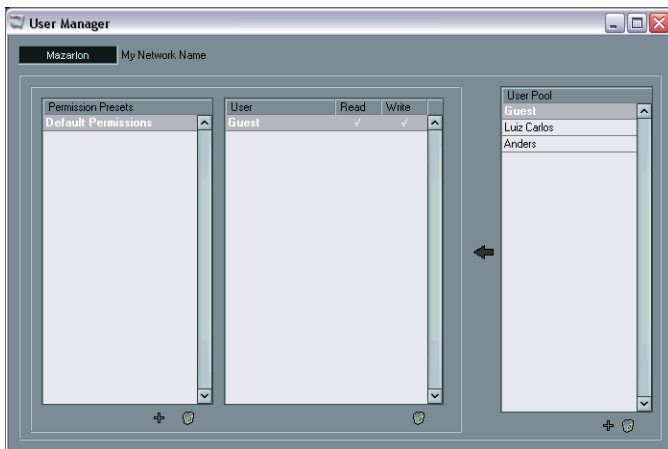 User Manager
Mazarlon My Network Name
Permission Presets
Default Permissions
User Read Write
Guest √ √
User Pool
Guest
Luiz Carlos
Anders